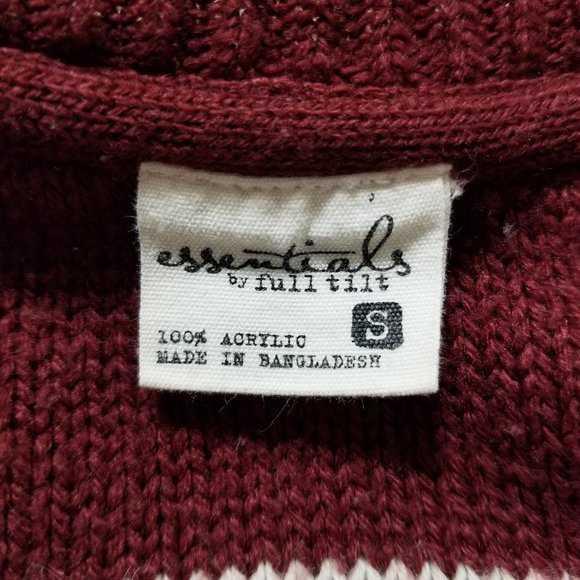 essentials
by full tilt
S
100% ACRYLIC
MADE IN BANGLADESH